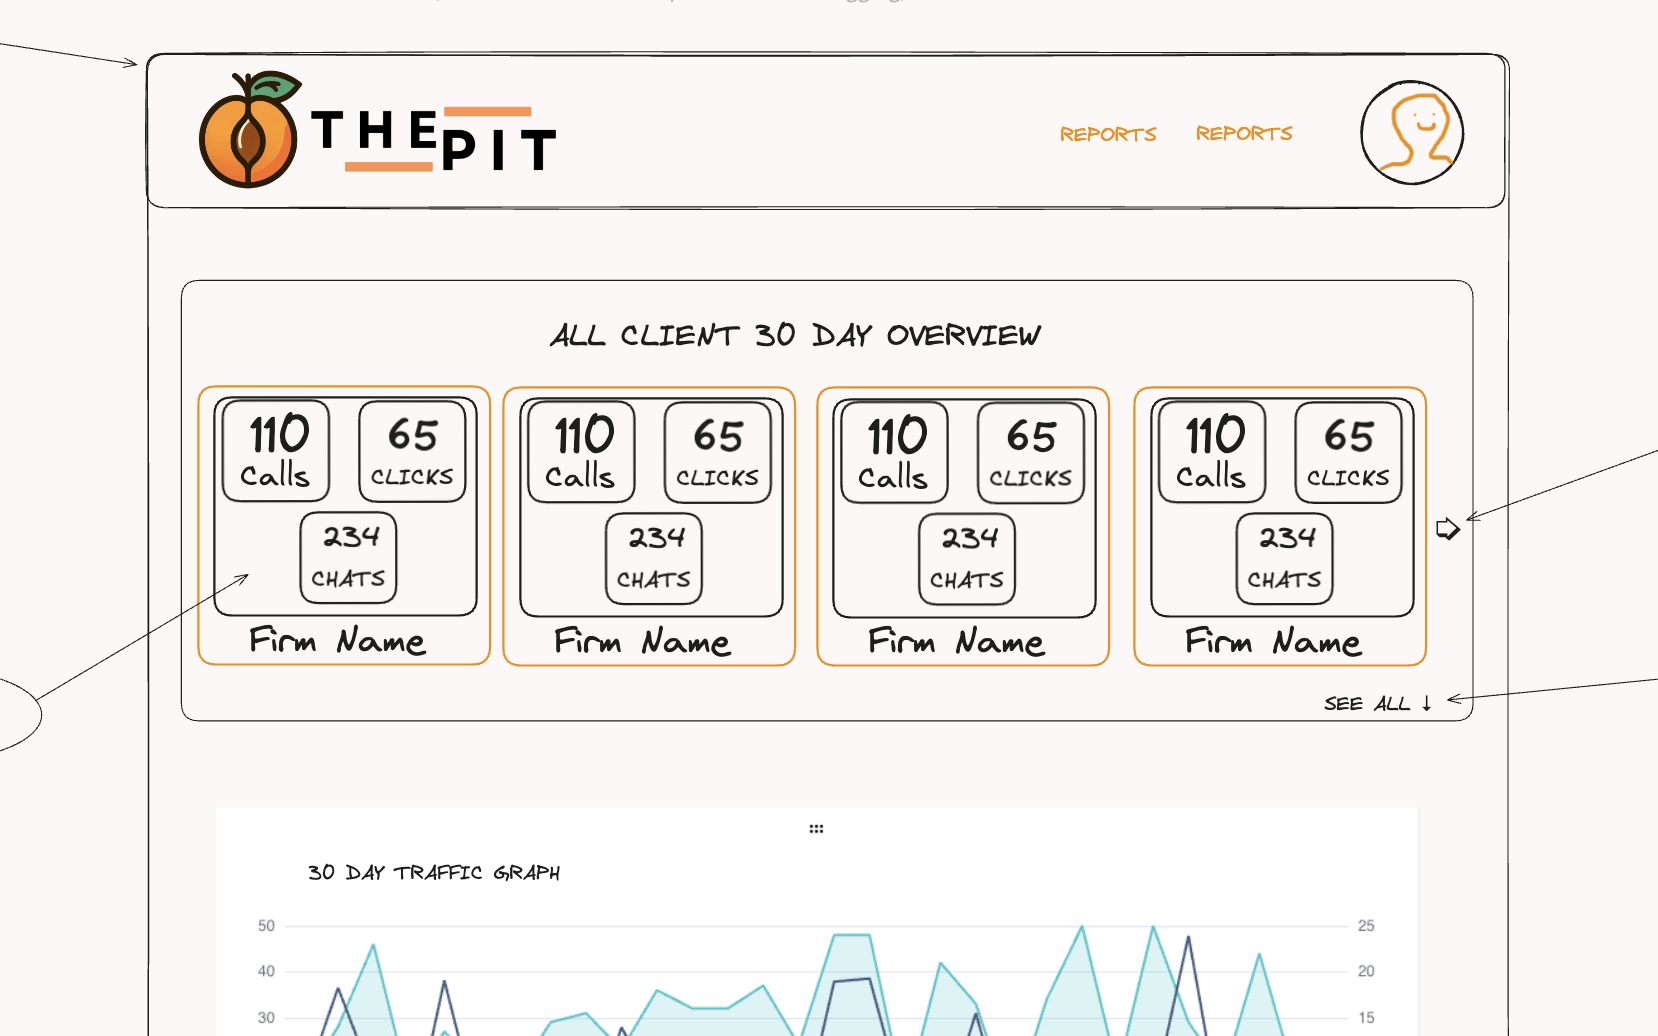 THE
PIT
REPORTS REPORTS
ALL CLIENT 30 DAY OVERVIEW
110 65 110 65 110 65 110 65
Calls CLICKS Calls CLICKS Calls CLICKS Calls CLICKS
234 234 234 234
CHATS CHATS CHATS CHATS
Firm Name Firm Name Firm Name Firm Name
SEE ALL ↓
30 DAY TRAFFIC GRAPH
50 25
40 20
30 15